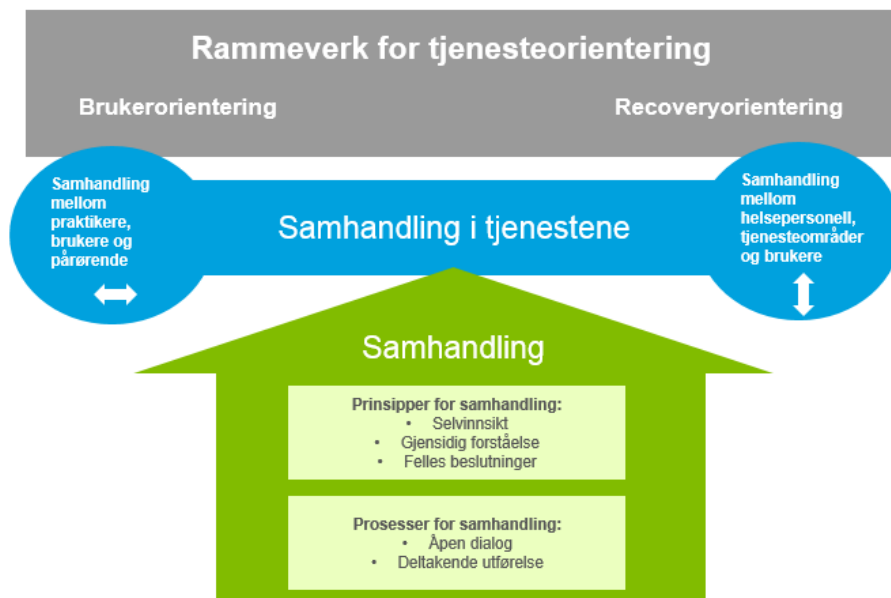 Rammeverk for tjenesteorientering
Brukerorientering
Recoveryorientering
Samhandling
mellom
praktikere,
brukere og
pårørende
Samhandling i tjenestene
Samhandling
mellom
helsepersonell,
tjenesteområder
og brukere
Samhandling
Prinsipper for samhandling:
• Selvinnsikt
• Gjensidig forståelse
• Felles beslutninger
Prosesser for samhandling:
• Åpen dialog
• Deltakende utførelse